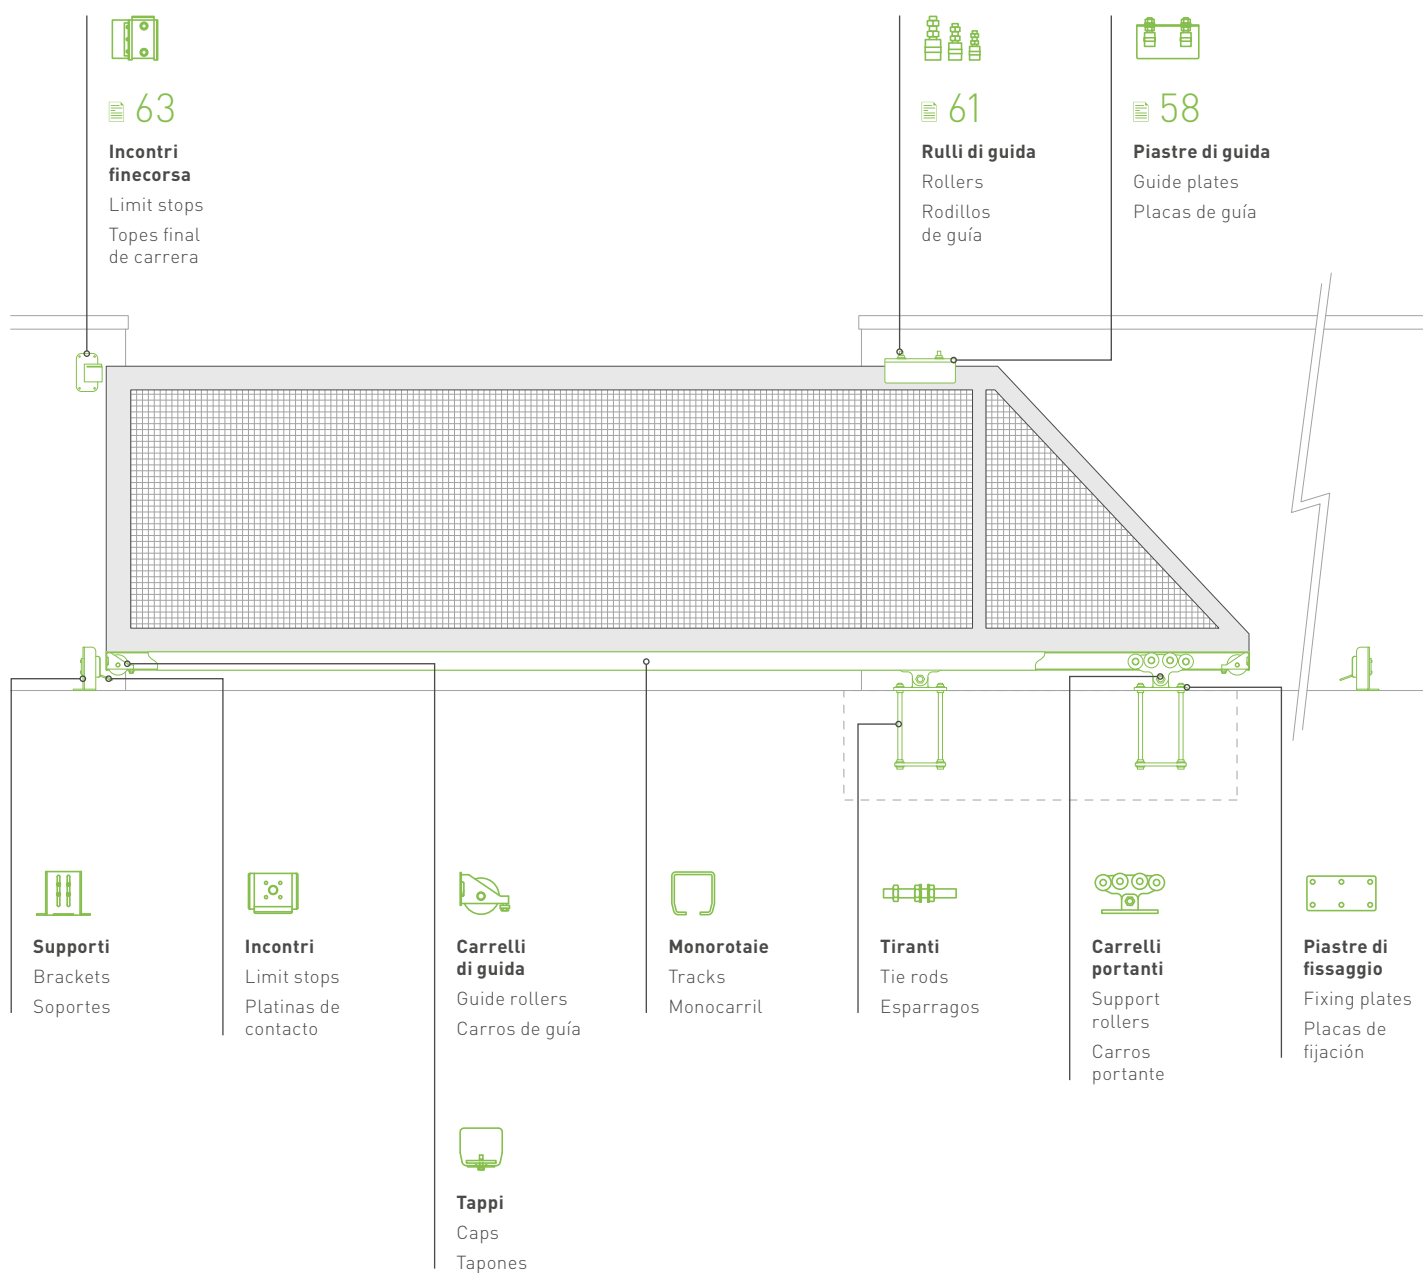 63
Incontri
finecorsa
Limit stops
Topes final
de carrera
61
Rulli di guida
Rollers
Rodillos
de guía
58
Piastre di guida
Guide plates
Placas de guía
Supporti
Brackets
Soportes
Incontri
Limit stops
Platinas de
contacto
Carrelli
di guida
Guide rollers
Carros de guía
Monorotaie
Tracks
Monocarril
Tiranti
Tie rods
Esparragos
Carrelli
portanti
Support
rollers
Carros
portante
Piastre di
fissaggio
Fixing plates
Placas de
fijación
Tappi
Caps
Tapones